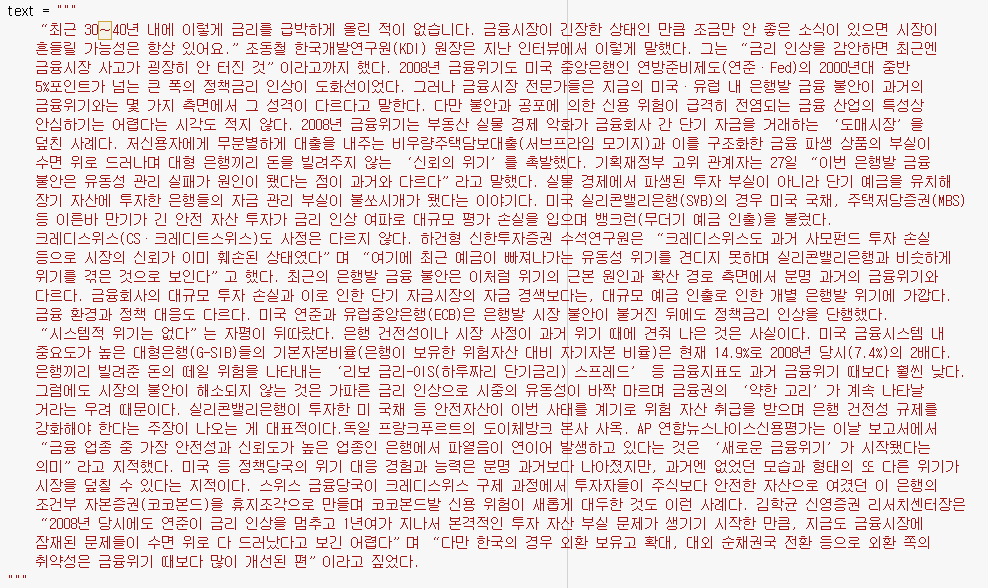 text = """
“최근 30~40년 내에 이렇게 금리를 급박하게 올린 적이 없습니다. 금융시장이 긴장한 상태인 만큼 조금만 안 좋은 소식이 있으면 시장이
흔들릴 가능성은 항상 있어요.” 조동철 한국개발연구원(KDI) 원장은 지난 인터뷰에서 이렇게 말했다. 그는 “금리 인상을 감안하면 최근엔
금융시장 사고가 굉장히 안 터진 것”이라고까지 했다. 2008년 금융위기도 미국 중앙은행인 연방준비제도(연준·Fed)의 2000년대 중반
5%포인트가 넘는 큰 폭의 정책금리 인상이 도화선이었다. 그러나 금융시장 전문가들은 지금의 미국·유럽 내 은행발 금융 불안이 과거의
금융위기와는 몇 가지 측면에서 그 성격이 다르다고 말한다. 다만 불안과 공포에 의한 신용 위험이 급격히 전염되는 금융 산업의 특성상
안심하기는 어렵다는 시각도 적지 않다. 2008년 금융위기는 부동산 실물 경제 악화가 금융회사 간 단기 자금을 거래하는 ‘도매시장’을
덮친 사례다. 저신용자에게 무분별하게 대출을 내주는 비우량주택담보대출(서브프라임 모기지)과 이를 구조화한 금융 파생 상품의 부실이
수면 위로 드러나며 대형 은행끼리 돈을 빌려주지 않는 ‘신뢰의 위기’를 촉발했다. 기획재정부 고위 관계자는 27일 “이번 은행발 금융
불안은 유동성 관리 실패가 원인이 됐다는 점이 과거와 다르다”라고 말했다. 실물 경제에서 파생된 투자 부실이 아니라 단기 예금을 유치해
장기 자산에 투자한 은행들의 자금 관리 부실이 불쏘시개가 됐다는 이야기다. 미국 실리콘밸리은행(SVB)의 경우 미국 국채, 주택저당증권(MBS)
등 이른바 만기가 긴 안전 자산 투자가 금리 인상 여파로 대규모 평가 손실을 입으며 뱅크런(무더기 예금 인출)을 불렀다.
크레디스위스(CS·크레디트스위스)도 사정은 다르지 않다. 하건형 신한투자증권 수석연구원은 “크레디스위스도 과거 사모펀드 투자 손실
등으로 시장의 신뢰가 이미 훼손된 상태였다”며 “여기에 최근 예금이 빠져나가는 유동성 위기를 견디지 못하며 실리콘밸리은행과 비슷하게
위기를 겪은 것으로 보인다”고 했다. 최근의 은행발 금융 불안은 이처럼 위기의 근본 원인과 확산 경로 측면에서 분명 과거의 금융위기와
다르다. 금융회사의 대규모 투자 손실과 이로 인한 단기 자금시장의 자금 경색보다는, 대규모 예금 인출로 인한 개별 은행발 위기에 가깝다.
금융 환경과 정책 대응도 다르다. 미국 연준과 유럽중앙은행(ECB)은 은행발 시장 불안이 불거진 뒤에도 정책금리 인상을 단행했다.
“시스템적 위기는 없다”는 자평이 뒤따랐다. 은행 건전성이나 시장 사정이 과거 위기 때에 견줘 나은 것은 사실이다. 미국 금융시스템 내
중요도가 높은 대형은행(G-SIB)들의 기본자본비율(은행이 보유한 위험자산 대비 자기자본 비율)은 현재 14.9%로 2008년 당시(7.4%)의 2배다.
은행끼리 빌려준 돈의 떼일 위험을 나타내는 ‘리보 금리-OIS(하루짜리 단기금리) 스프레드’ 등 금융지표도 과거 금융위기 때보다 훨씬 낮다.
그럼에도 시장의 불안이 해소되지 않는 것은 가파른 금리 인상으로 시중의 유동성이 바짝 마르며 금융권의 ‘약한 고리’가 계속 나타날
거라는 우려 때문이다. 실리콘밸리은행이 투자한 미 국채 등 안전자산이 이번 사태를 계기로 위험 자산 취급을 받으며 은행 건전성 규제를
강화해야 한다는 주장이 나오는 게 대표적이다.독일 프랑크푸르트의 도이체방크 본사 사옥. AP 연합뉴스나이스신용평가는 이날 보고서에서
“금융 업종 중 가장 안전성과 신뢰도가 높은 업종인 은행에서 파열음이 연이어 발생하고 있다는 것은 ‘새로운 금융위기’가 시작됐다는
의미”라고 지적했다. 미국 등 정책당국의 위기 대응 경험과 능력은 분명 과거보다 나아졌지만, 과거엔 없었던 모습과 형태의 또 다른 위기가
시장을 덮칠 수 있다는 지적이다. 스위스 금융당국이 크레디스위스 구제 과정에서 투자자들이 주식보다 안전한 자산으로 여겼던 이 은행의
조건부 자본증권(코코본드)을 휴지조각으로 만들며 코코본드발 신용 위험이 새롭게 대두한 것도 이런 사례다. 김학균 신영증권 리서치센터장은
“2008년 당시에도 연준이 금리 인상을 멈추고 1년여가 지나서 본격적인 투자 자산 부실 문제가 생기기 시작한 만큼, 지금도 금융시장에
잠재된 문제들이 수면 위로 다 드러났다고 보긴 어렵다”며 “다만 한국의 경우 외환 보유고 확대, 대외 순채권국 전환 등으로 외환 쪽의
취약성은 금융위기 때보다 많이 개선된 편”이라고 짚었다.
"""